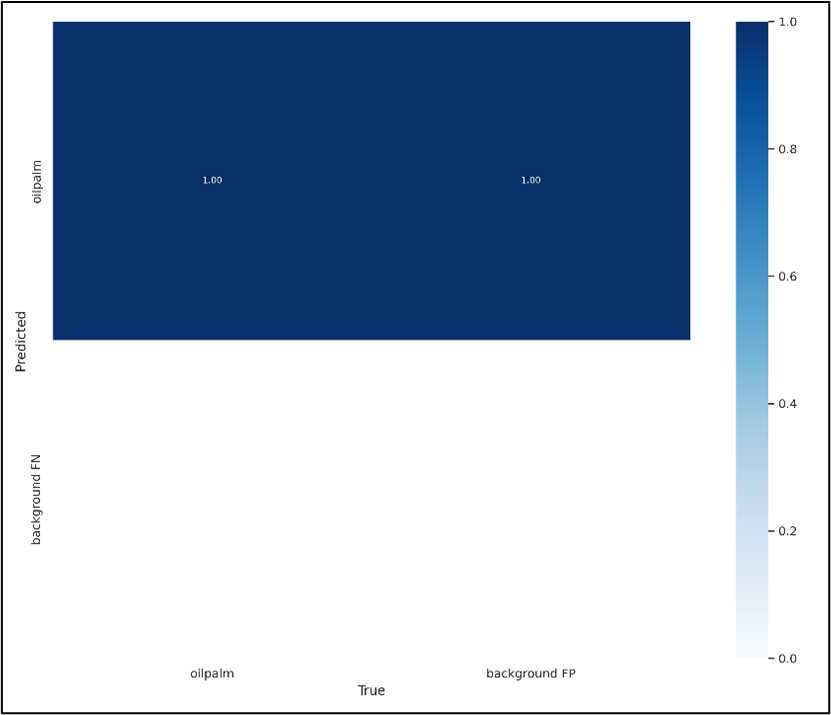 1.0
0.8
0.6
0.4
0.2
0.0
oilpalm
background FN
Predicted
1.00
1.00
oilpalm
background FP
True